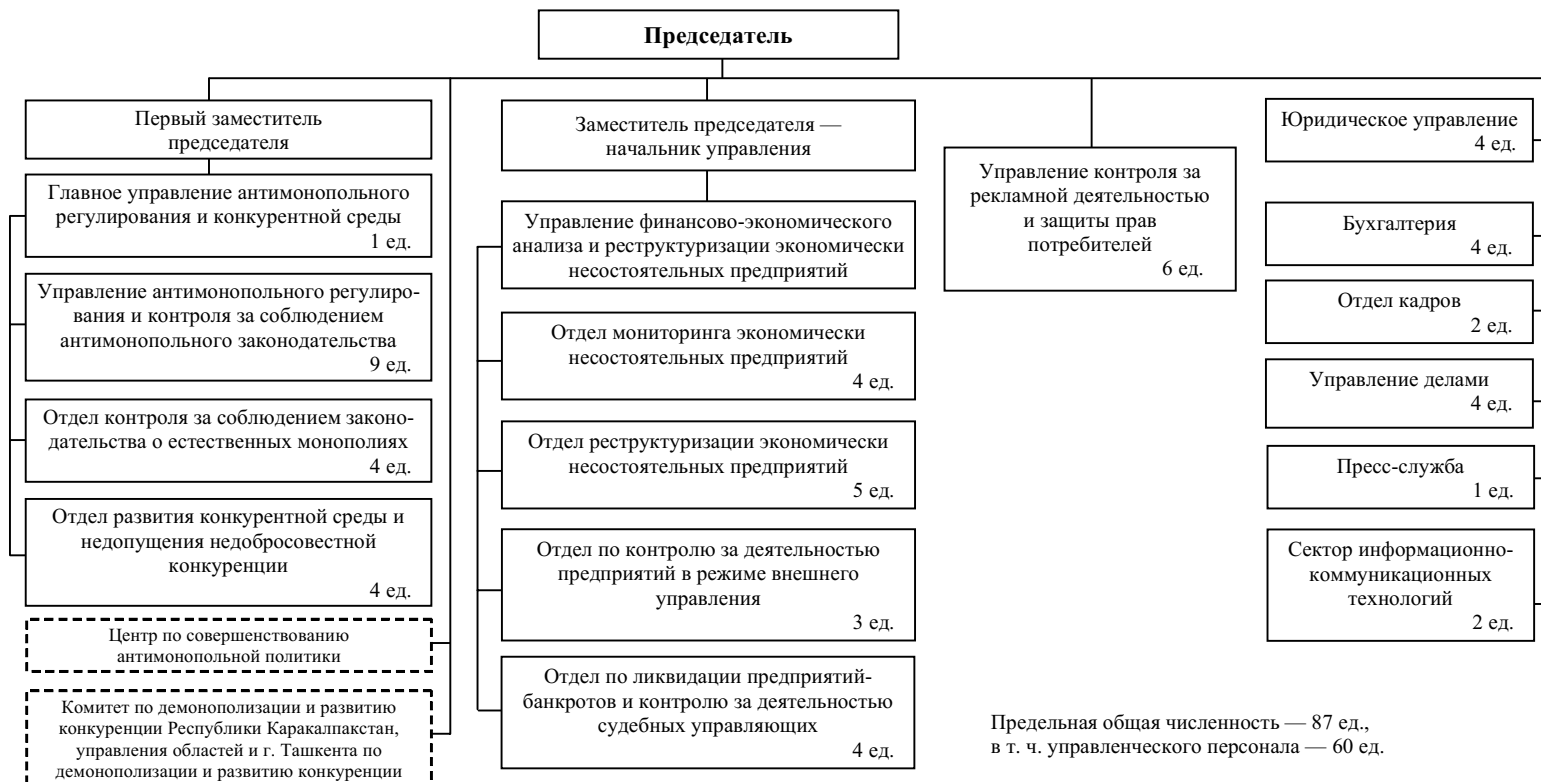 Председатель
Первый заместитель
председателя
Главное управление антимонопольного
регулирования и конкурентной среды
1 ед.
Управление антимонопольного регулиро-
вания и контроля за соблюдением
антимонопольного законодательства
9 ед.
Отдел контроля за соблюдением законо-
дательства о естественных монополиях
4 ед.
Отдел развития конкурентной среды и
недопущения недобросовестной
конкуренции
4 ед.
Центр по совершенствованию
антимонопольной политики
Комитет по демонополизации и развитию
конкуренции Республики Каракалпакстан,
управления областей и г. Ташкента по
демонополизации и развитию конкуренции
Заместитель председателя —
начальник управления
Управление финансово-экономического
анализа и реструктуризации экономически
несостоятельных предприятий
Отдел мониторинга экономически
несостоятельных предприятий
4 ед.
Отдел реструктуризации экономически
несостоятельных предприятий
5 ед.
Отдел по контролю за деятельностью
предприятий в режиме внешнего
управления
3 ед.
Отдел по ликвидации предприятий-
банкротов и контролю за деятельностью
судебных управляющих
4 ед.
Управление контроля за
рекламной деятельностью
и защиты прав
потребителей
6 ед.
Юридическое управление
4 ед.
Бухгалтерия
4 ед.
Отдел кадров
2 ед.
Управление делами
4 ед.
Пресс-служба
1 ед.
Сектор информационно-
коммуникационных
технологий
2 ед.
Предельная общая численность — 87 ед.,
в т. ч. управленческого персонала — 60 ед.